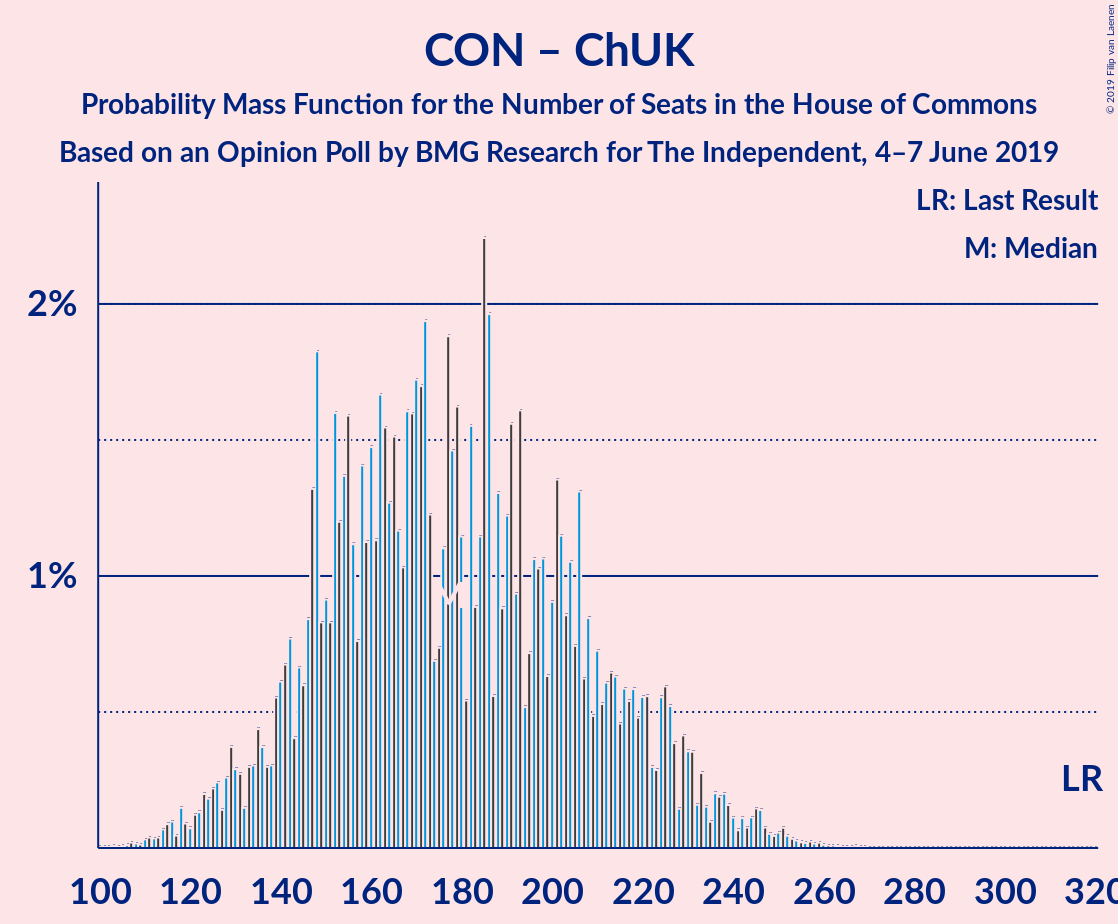 CON – ChUK
Probability Mass Function for the Number of Seats in the House of Commons
Based on an Opinion Poll by BMG Research for The Independent, 4–7 June 2019
© 2019 Filip van Laenen
LR: Last Result
M: Median
2%
1%
LR
100 120 140 160 180 200 220 240 260 280 300 320